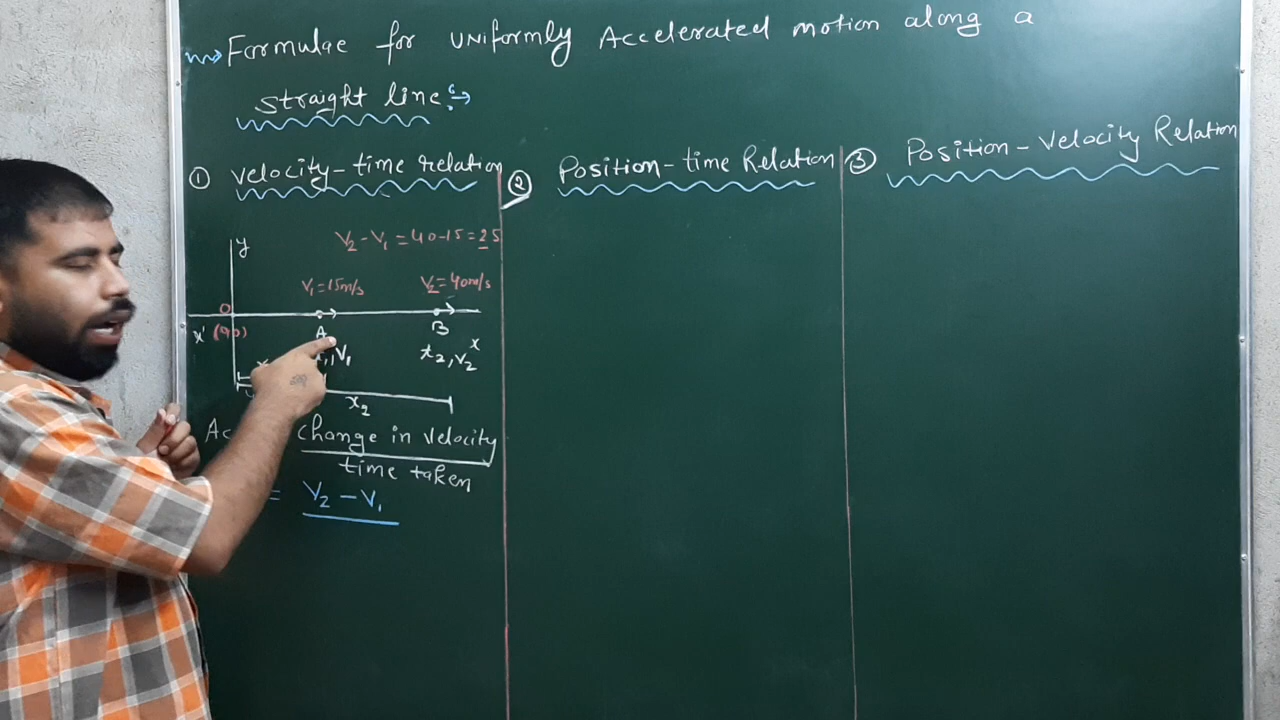 Formulae for uniformly Accelerated motion along a
straight line:→
① velocity-time relation
② Position-time Relation
③ Position-Velocity Relation
y
V₂-V₁ = 40-15 = 25
V₁=15m/s
V₂=40m/s
O
A
B
x'
x
V₁
t₂, v₂
x₂
change in velocity
time taken
= V₂ - V₁